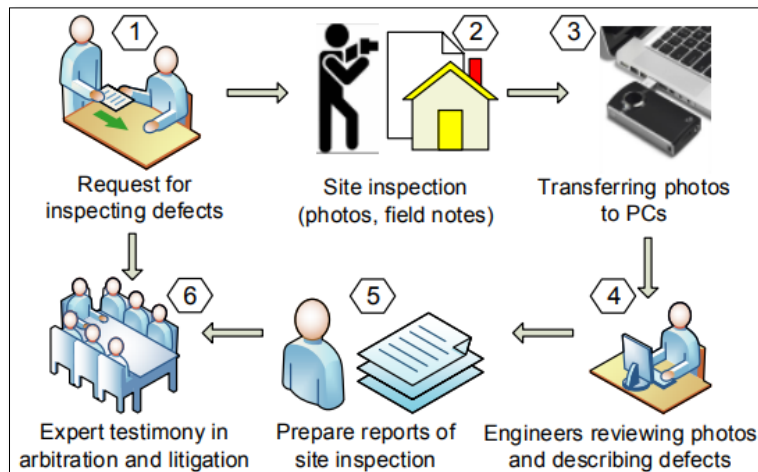 1
Request for
inspecting defects
2
Site inspection
(photos, field notes)
3
Transferring photos
to PCs
4
Engineers reviewing photos
and describing defects
5
Prepare reports of
site inspection
6
Expert testimony in
arbitration and litigation